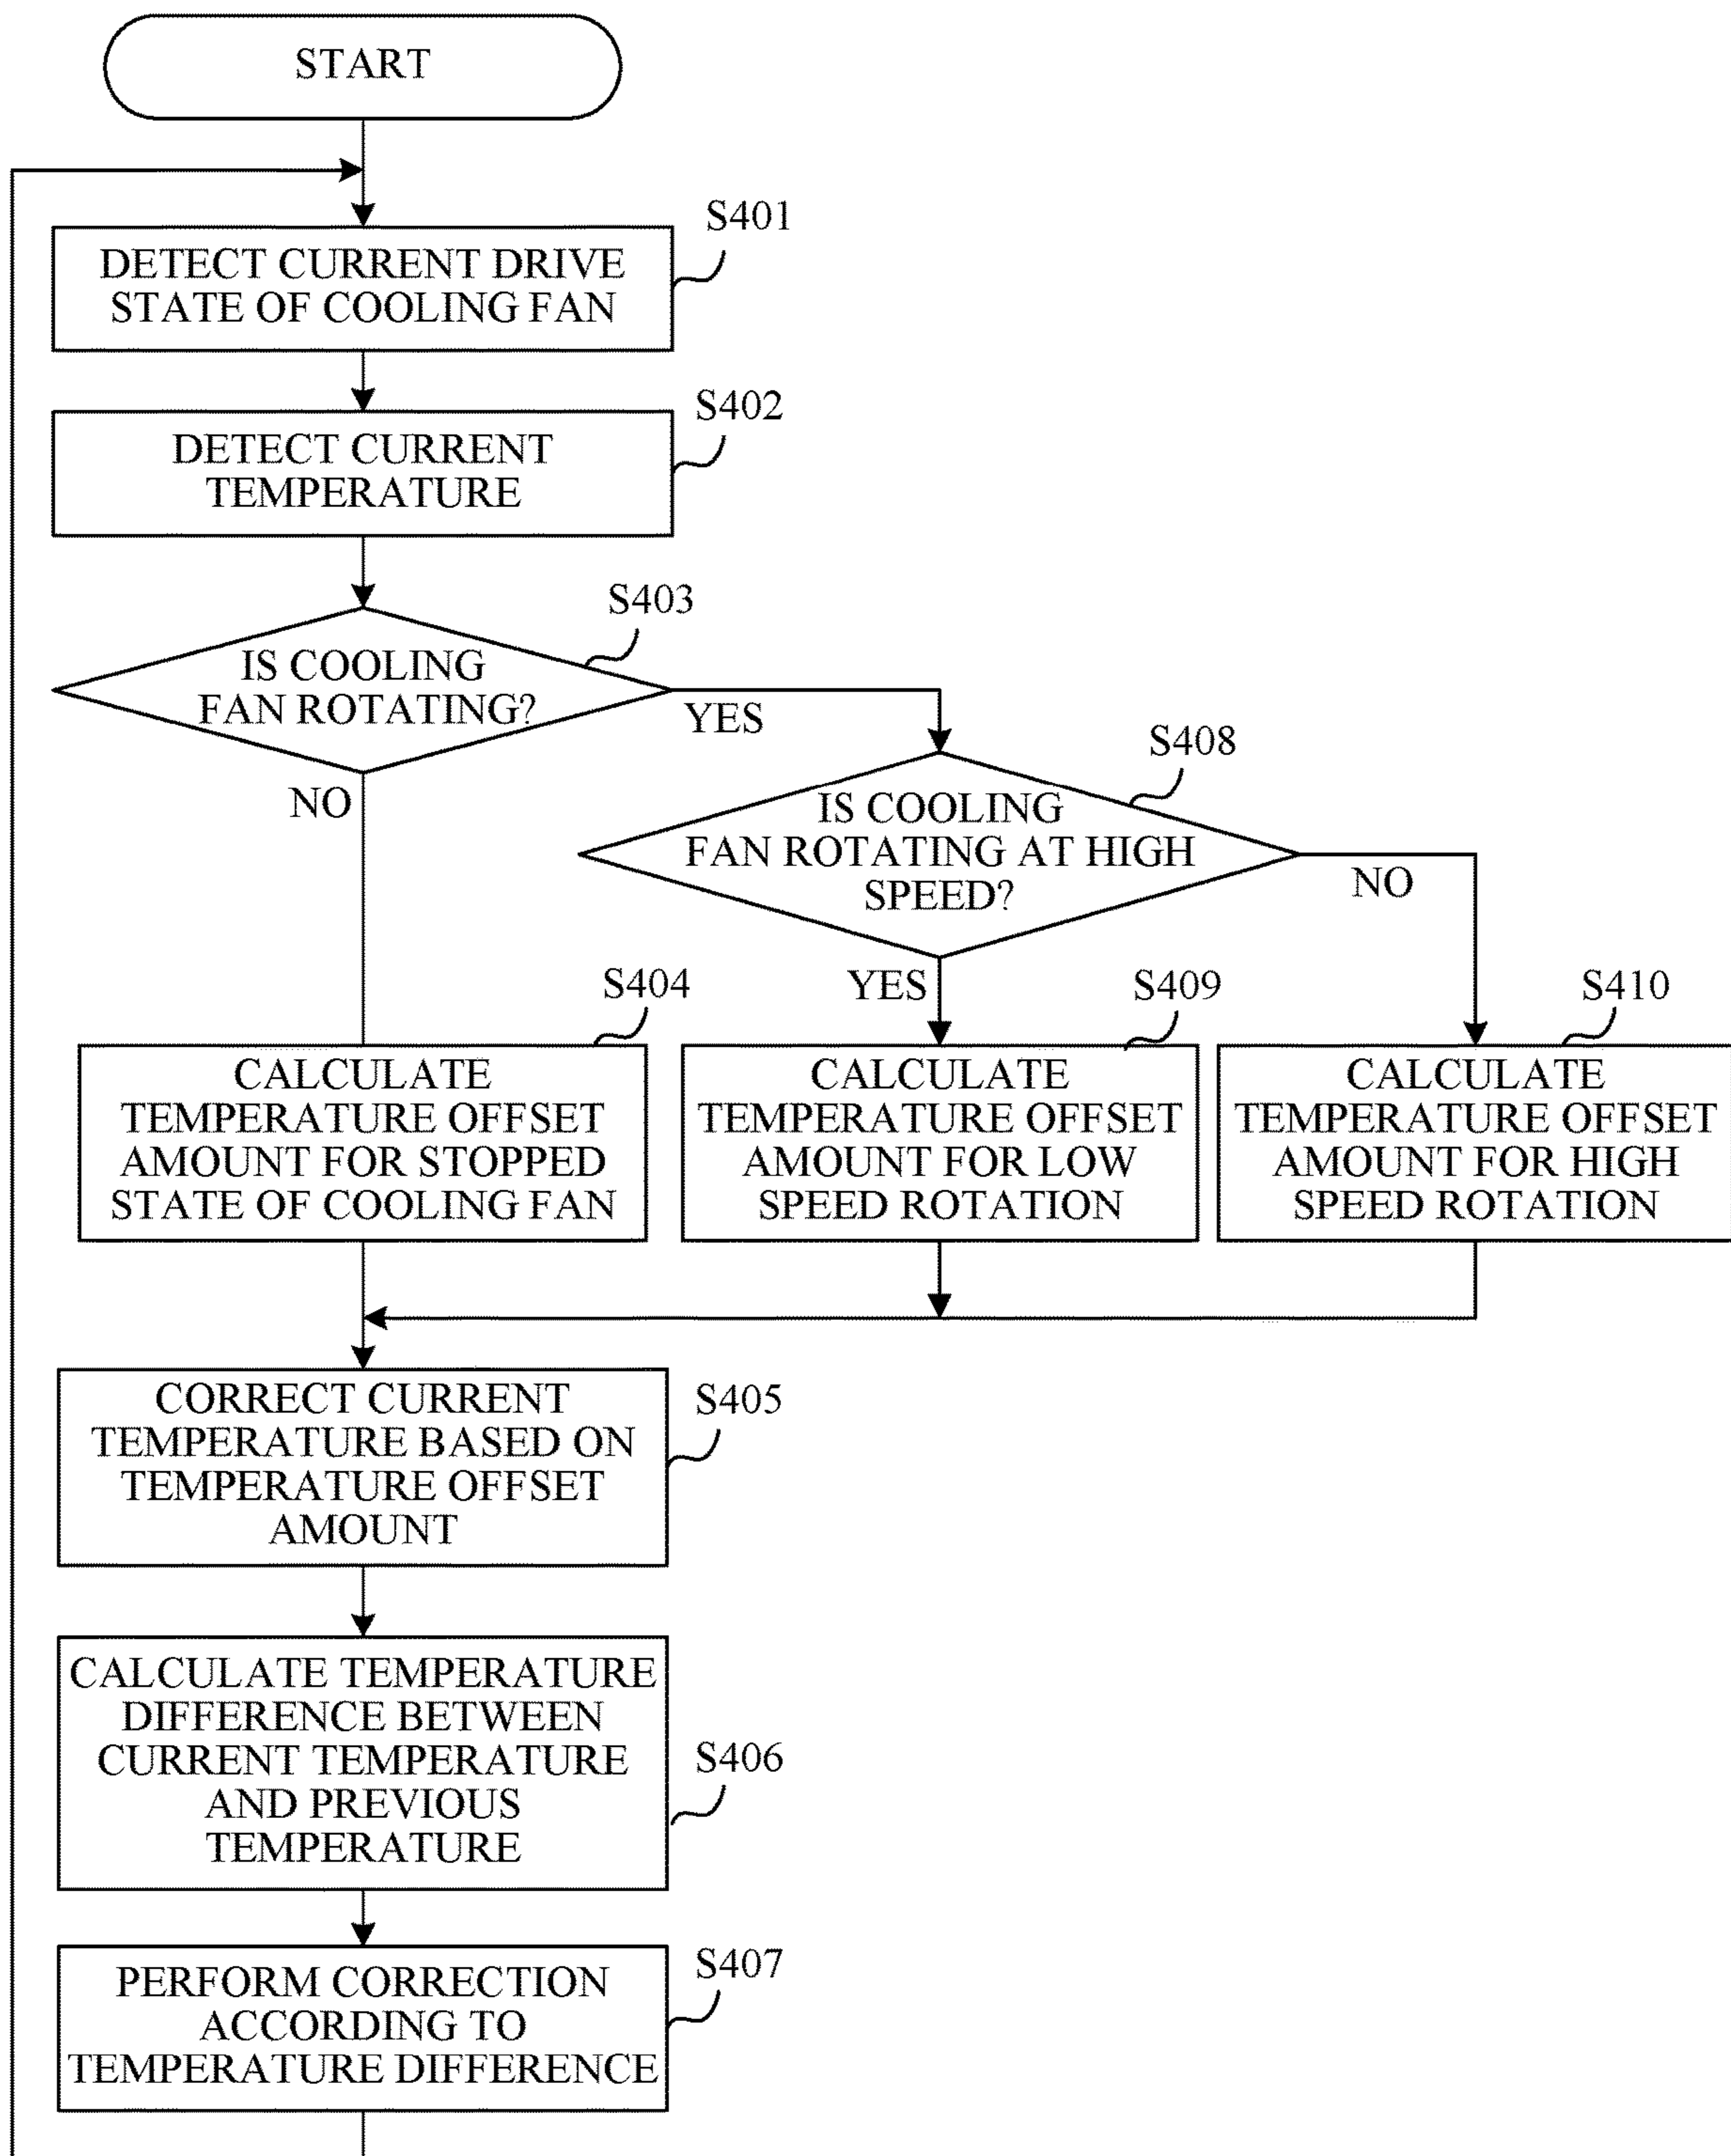 START
S401
DETECT CURRENT DRIVE
STATE OF COOLING FAN
S402
DETECT CURRENT
TEMPERATURE
S403
IS COOLING
FAN ROTATING?
YES
NO
S408
IS COOLING
FAN ROTATING AT HIGH
SPEED?
NO
YES
S404
CALCULATE
TEMPERATURE OFFSET
AMOUNT FOR STOPPED
STATE OF COOLING FAN
S409
CALCULATE
TEMPERATURE OFFSET
AMOUNT FOR LOW
SPEED ROTATION
S410
CALCULATE
TEMPERATURE OFFSET
AMOUNT FOR HIGH
SPEED ROTATION
CORRECT CURRENT
TEMPERATURE BASED ON
TEMPERATURE OFFSET
AMOUNT
S405
CALCULATE TEMPERATURE
DIFFERENCE BETWEEN
CURRENT TEMPERATURE
AND PREVIOUS
TEMPERATURE
S406
PERFORM CORRECTION
ACCORDING TO
TEMPERATURE DIFFERENCE
S407